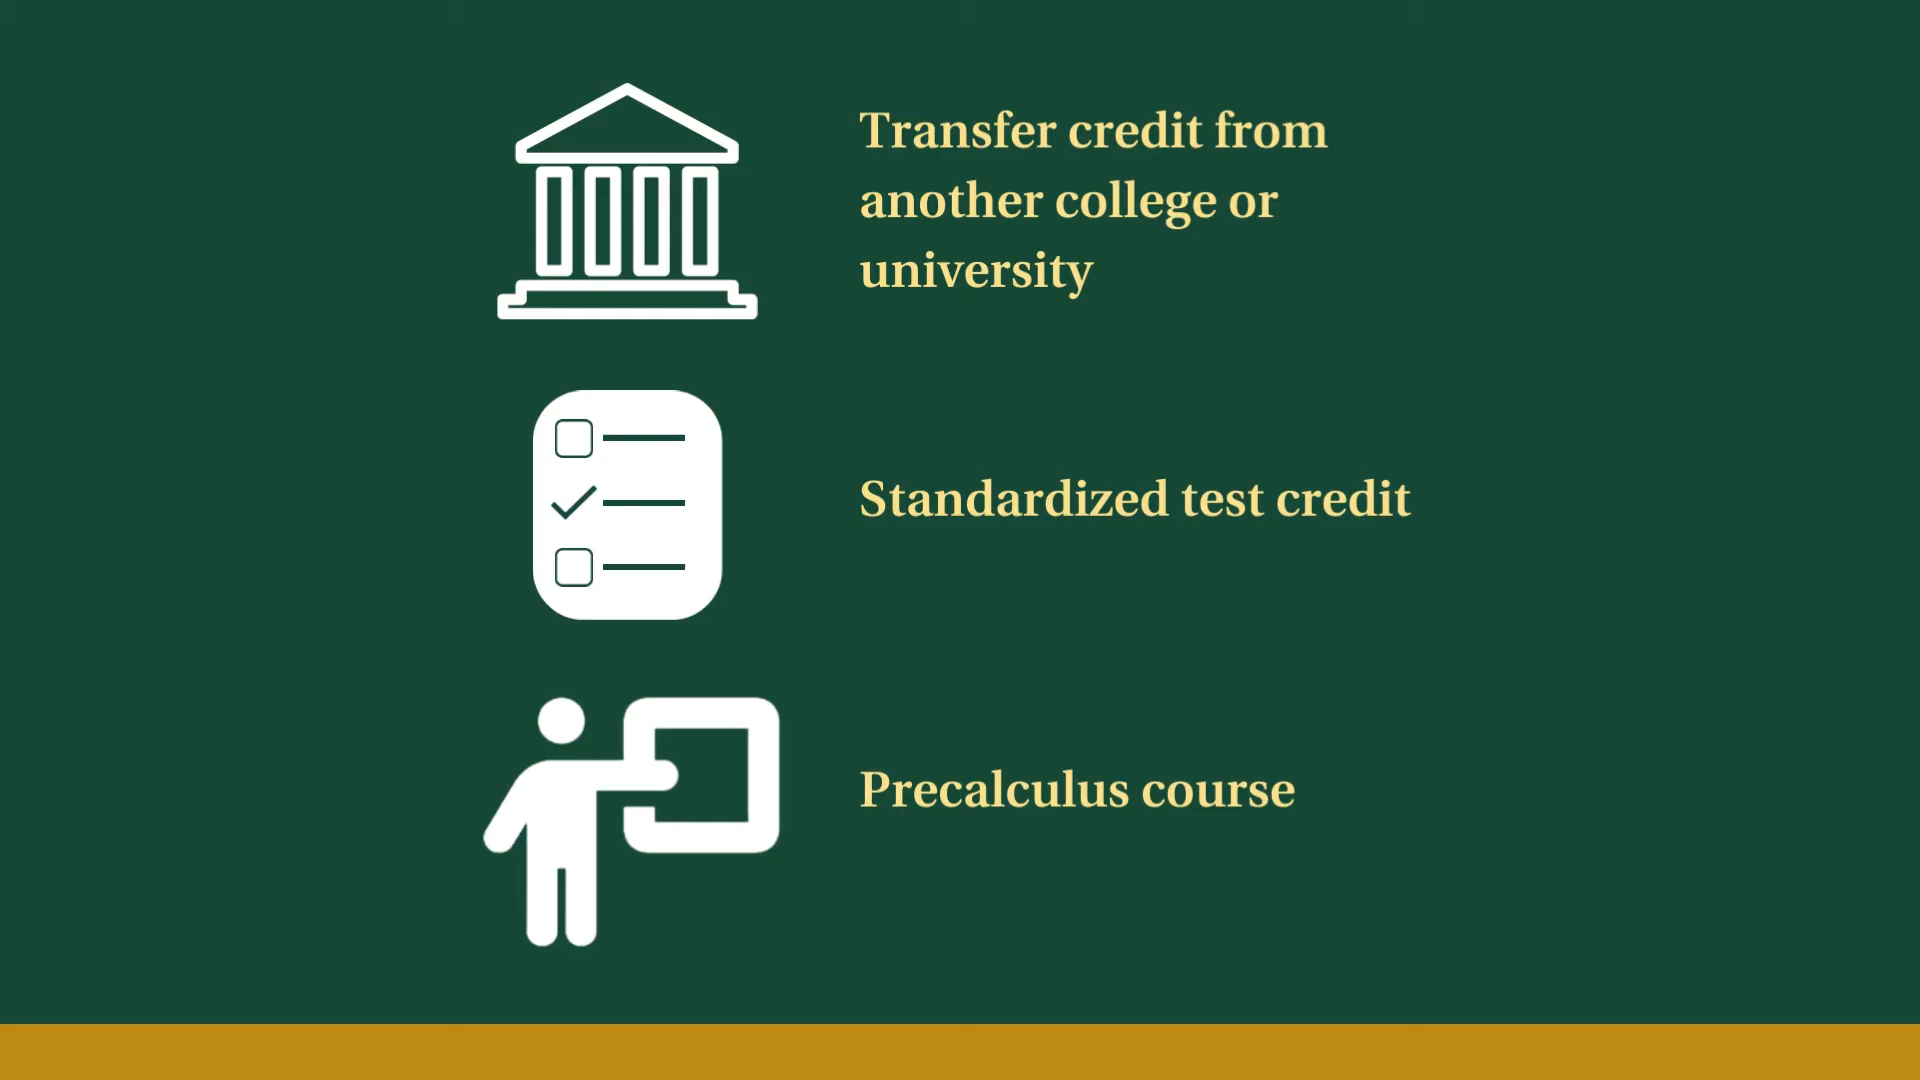 Transfer credit from
another college or
university
Standardized test credit
Precalculus course